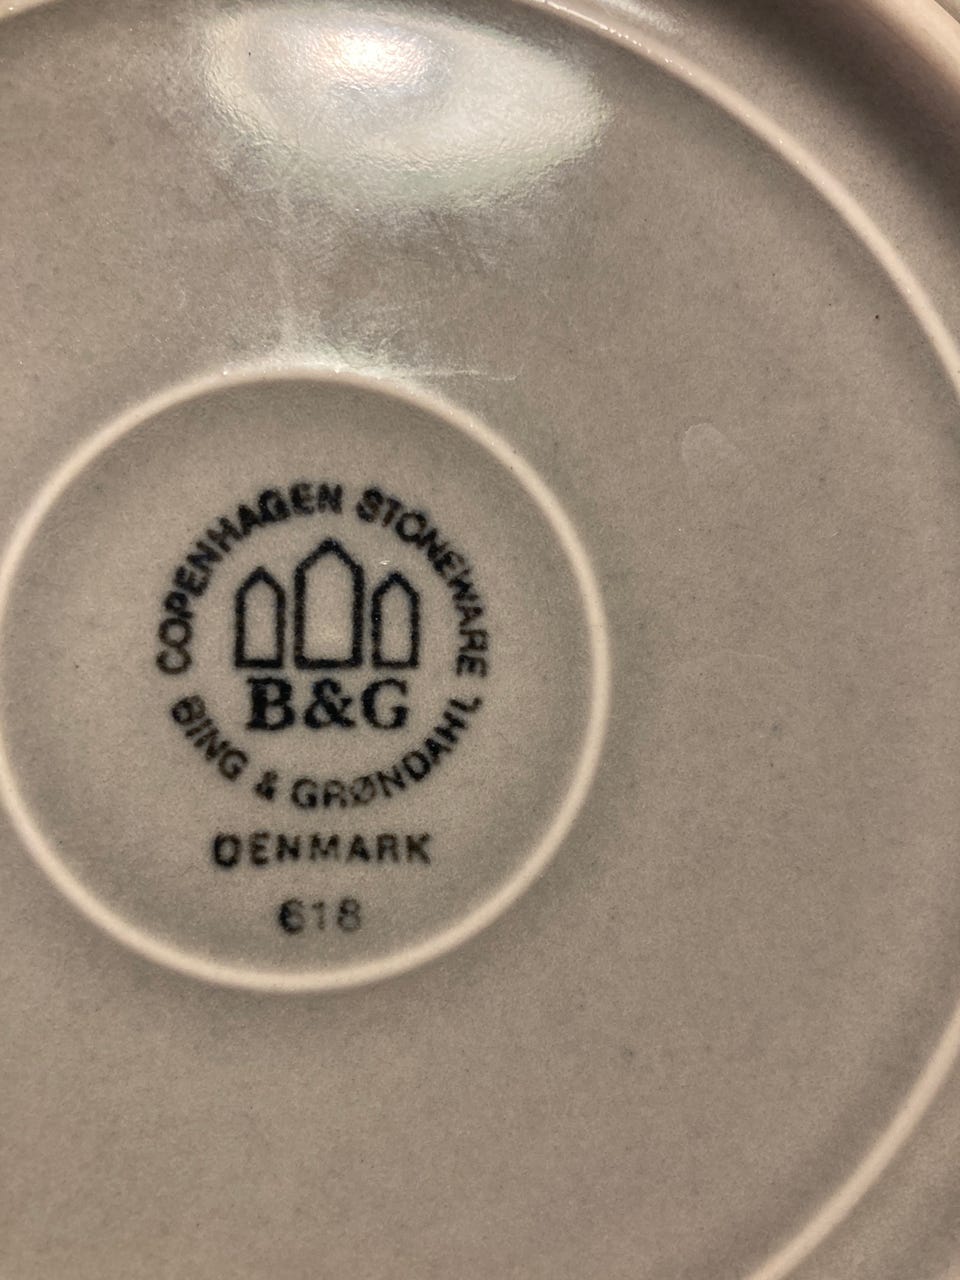 COPENHAGEN STONEWARE
B&G
BING & GRØNDAHL
DENMARK
618